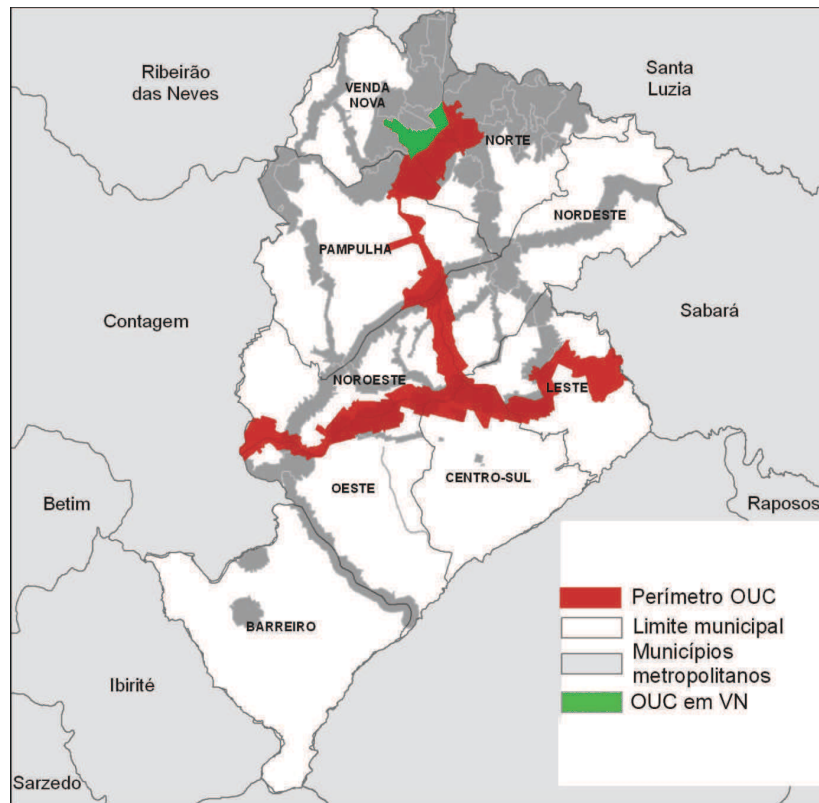 Ribeirão
das Neves
Santa
Luzia
VENDA
NOVA
NORTE
NORDESTE
PAMPULHA
Contagem
Sabará
NOROESTE
LESTE
Betim
OESTE
CENTRO-SUL
Raposos
BARREIRO
Ibirité
Sarzedo
Perímetro OUC
Limite municipal
Municípios
metropolitanos
OUC em VN